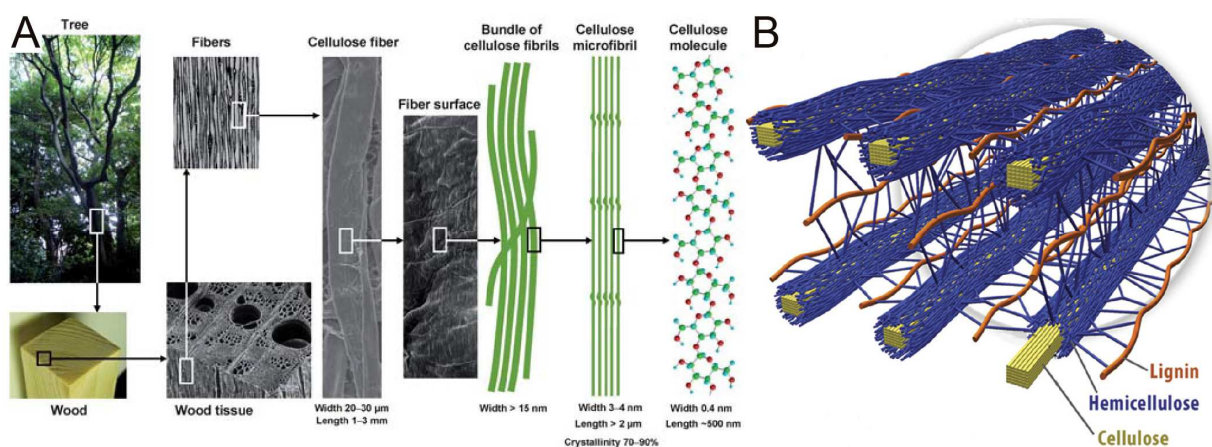 A
Tree
Fibers
Cellulose fiber
Fiber surface
Bundle of
cellulose fibrils
Cellulose
microfibril
Cellulose
molecule
Wood
Wood tissue
Width 20–30 µm
Length 1–3 mm
Width > 15 nm
Width 3–4 nm
Length > 2 µm
Crystallinity 70–90%
Width 0.4 nm
Length ~500 nm
B
Lignin
Hemicellulose
Cellulose